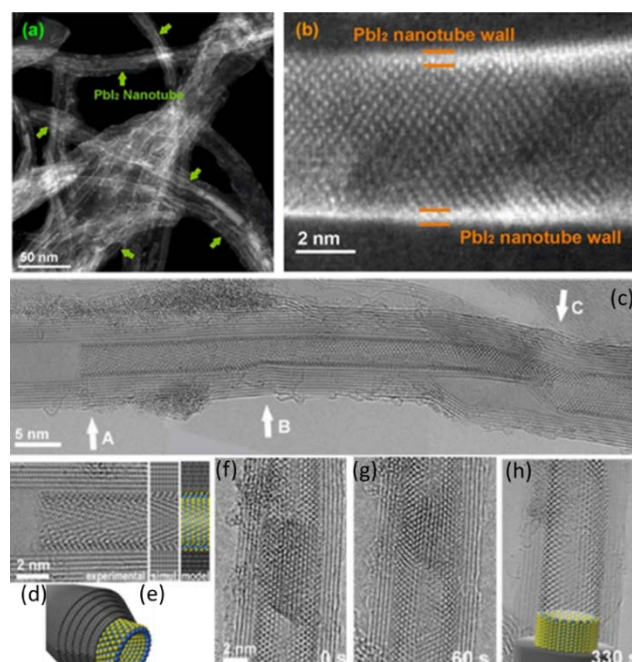 (a)
PbI₂ Nanotube
50 nm
(b)
PbI₂ nanotube wall
2 nm
PbI₂ nanotube wall
(c)
C
A
B
5 nm
2 nm
experimental
model
(d)
(e)
(f)
2 nm
0 s
(g)
60 s
(h)
330 s